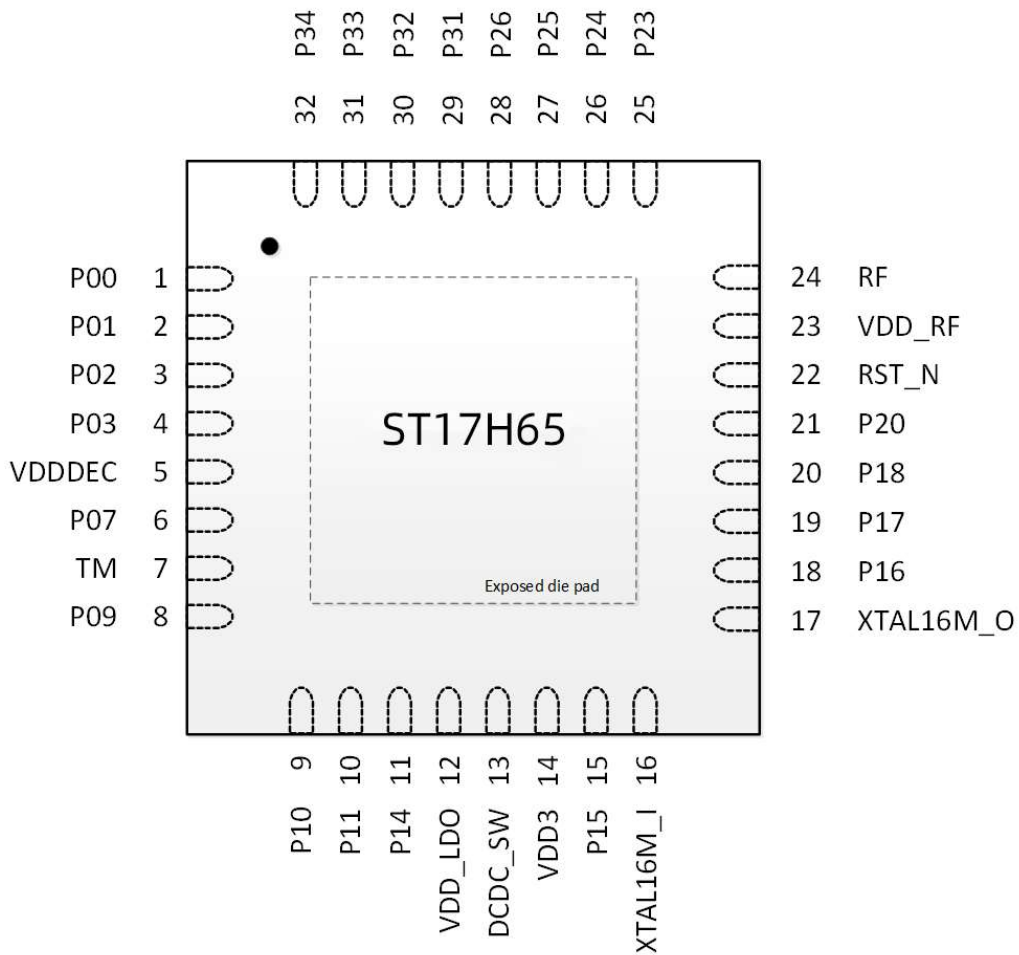 P34 P33 P32 P31 P26 P25 P24 P23
32 31 30 29 28 27 26 25
P00 1
P01 2
P02 3
P03 4
VDDDEC 5
P07 6
TM 7
P09 8
ST17H65
Exposed die pad
24 RF
23 VDD_RF
22 RST_N
21 P20
20 P18
19 P17
18 P16
17 XTAL16M_O
9 10 11 12 13 14 15 16
P10 P11 P14 VDD_LDO DCDC_SW VDD3 P15 XTAL16M_I